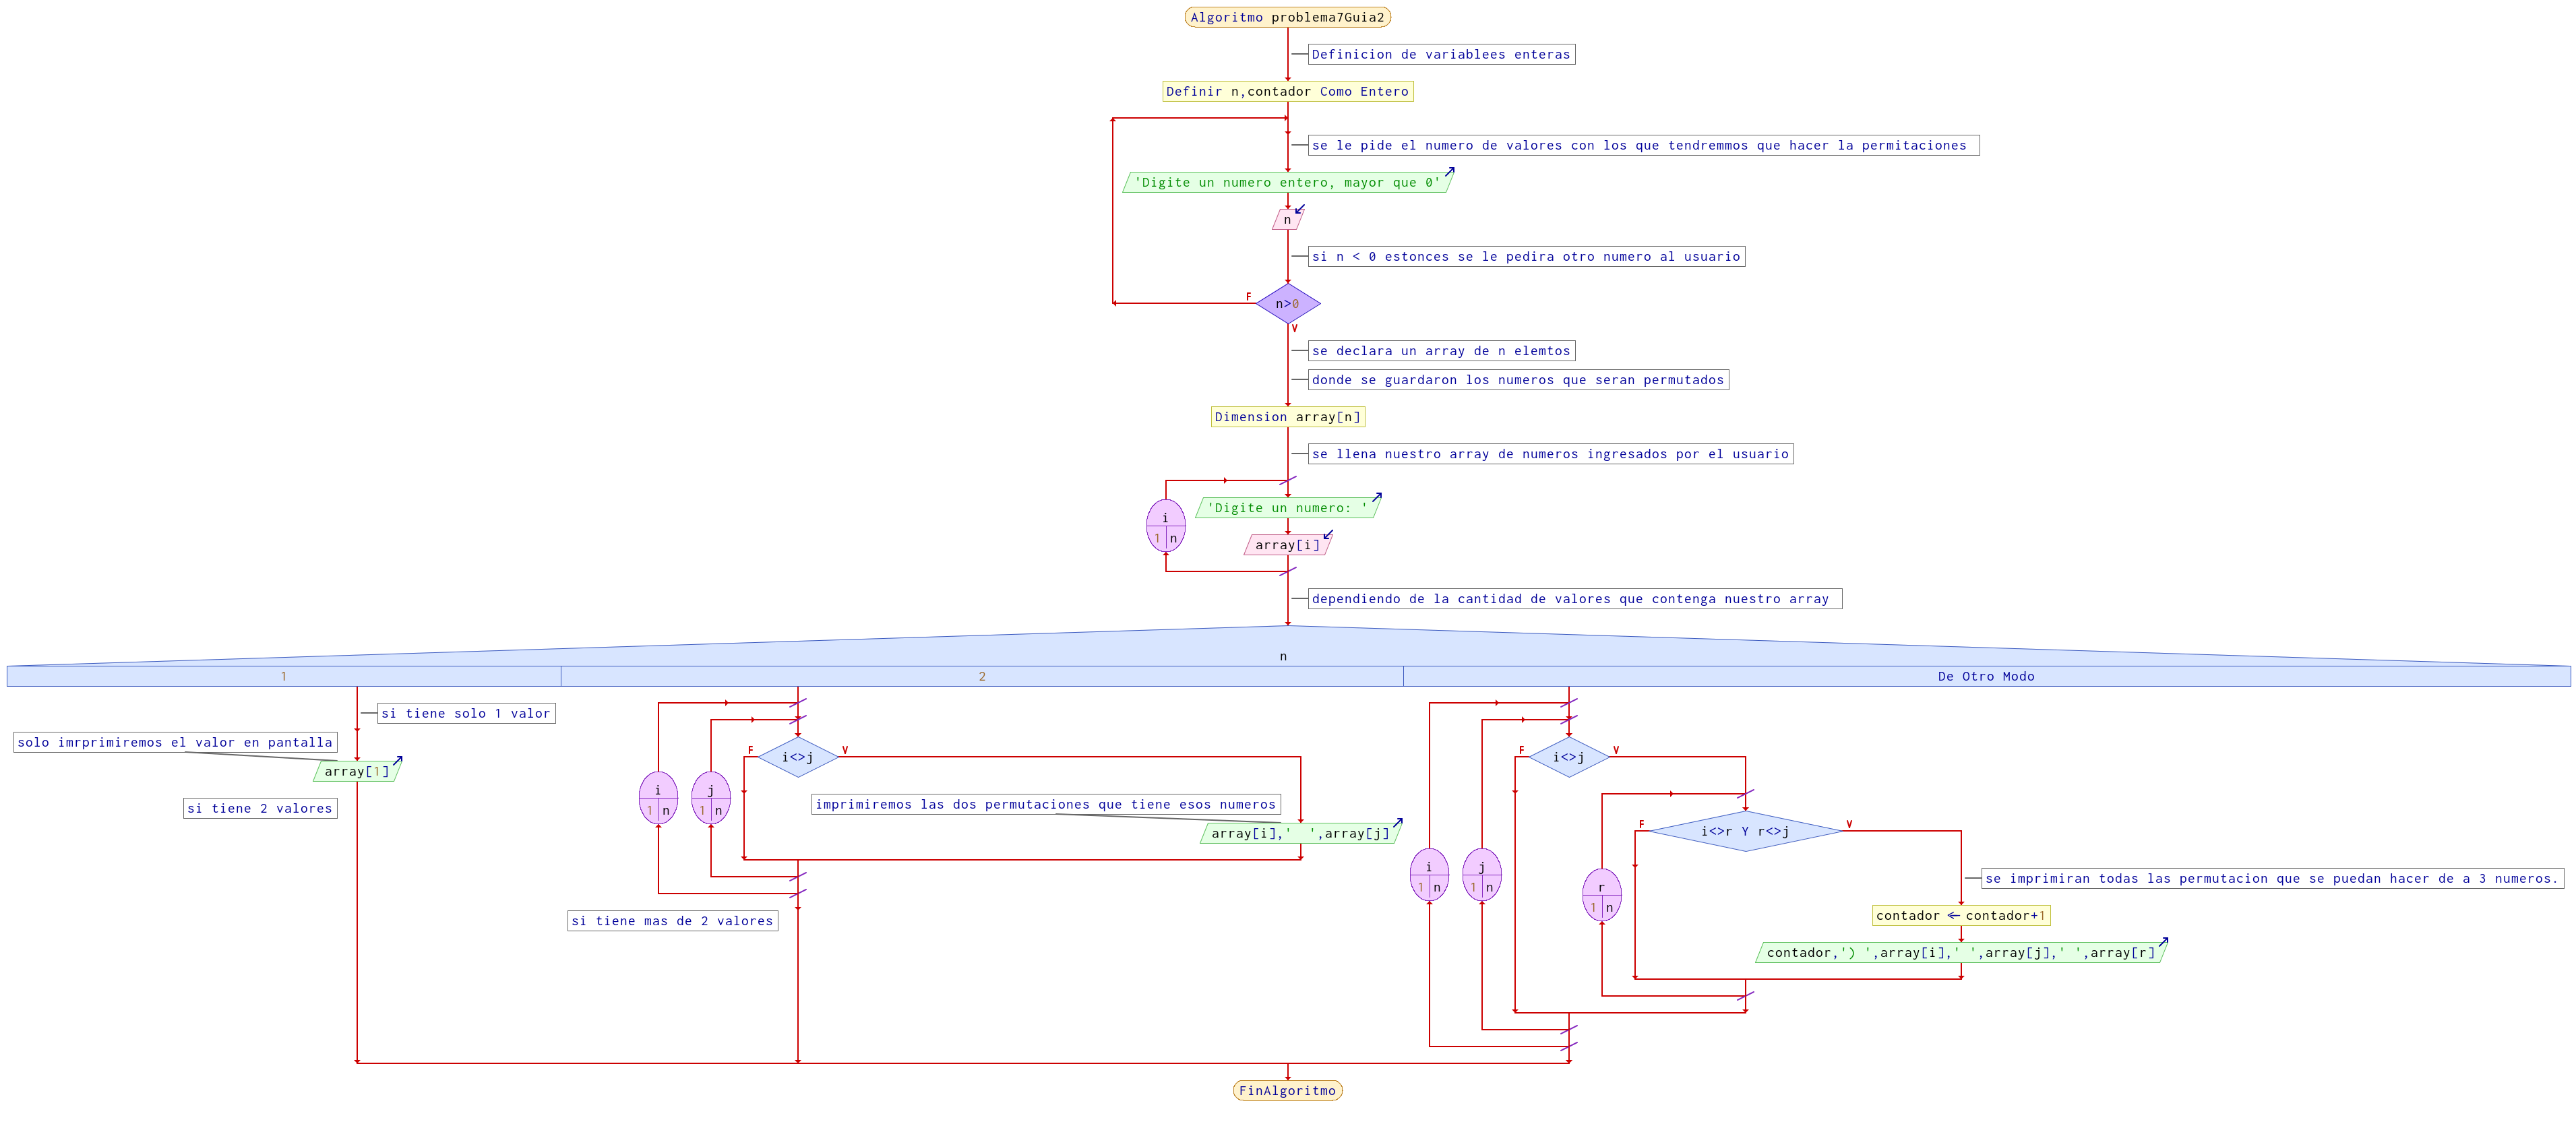 Algoritmo problema7Guia2
Definicion de variablees enteras
Definir n,contador Como Entero
se le pide el numero de valores con los que tendremmos que hacer la permitaciones
'Digite un numero entero, mayor que 0'
n
si n < 0 estonces se le pedira otro numero al usuario
n>0
F
V
se declara un array de n elemtos
donde se guardaron los numeros que seran permutados
Dimension array[n]
se llena nuestro array de numeros ingresados por el usuario
'Digite un numero: '
i
1 n
array[i]
dependiendo de la cantidad de valores que contenga nuestro array
n
1
2
De Otro Modo
si tiene solo 1 valor
solo imrprimiremos el valor en pantalla
array[1]
si tiene 2 valores
i<>j
F
V
i
1 n
j
1 n
imprimiremos las dos permutaciones que tiene esos numeros
array[i],'  ',array[j]
si tiene mas de 2 valores
i<>j
F
V
i
1 n
j
1 n
i<>r Y r<>j
F
V
r
1 n
se imprimiran todas las permutacion que se puedan hacer de a 3 numeros.
contador ← contador+1
contador,') ',array[i],' ',array[j],' ',array[r]
FinAlgoritmo